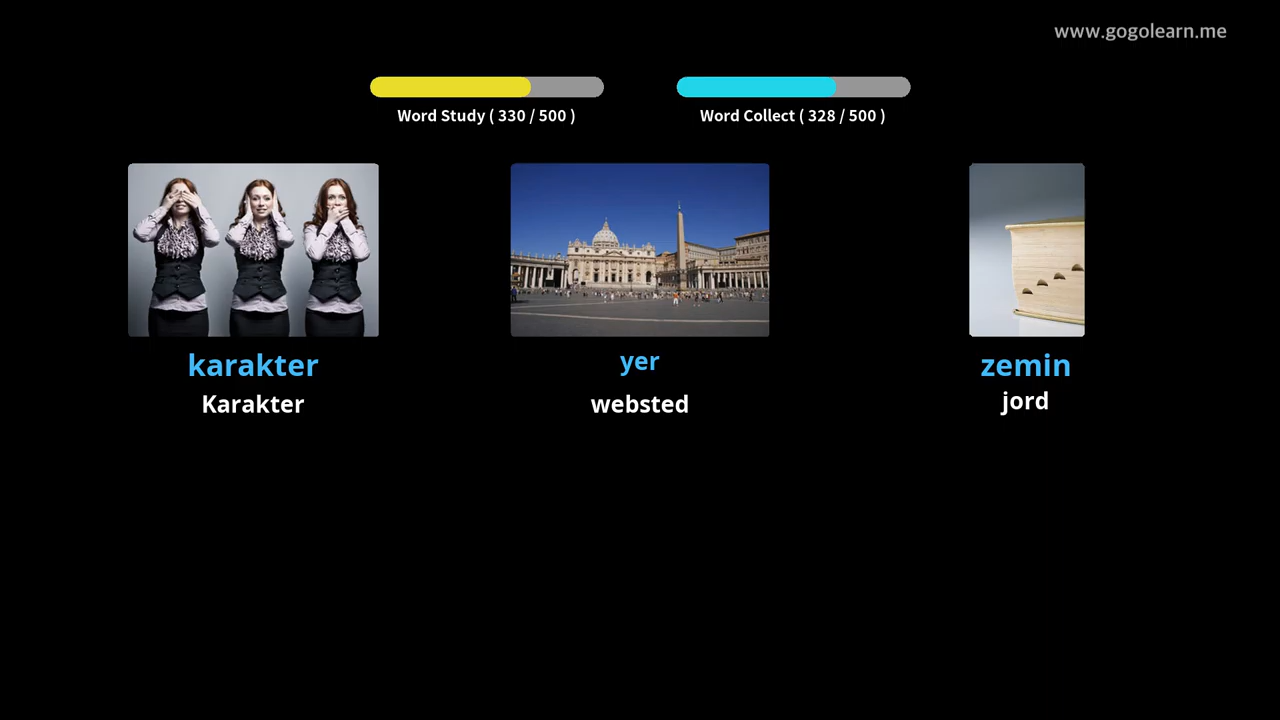 www.gogolearn.me
Word Study ( 330 / 500 )
Word Collect ( 328 / 500 )
karakter
Karakter
yer
websted
zemin
jord